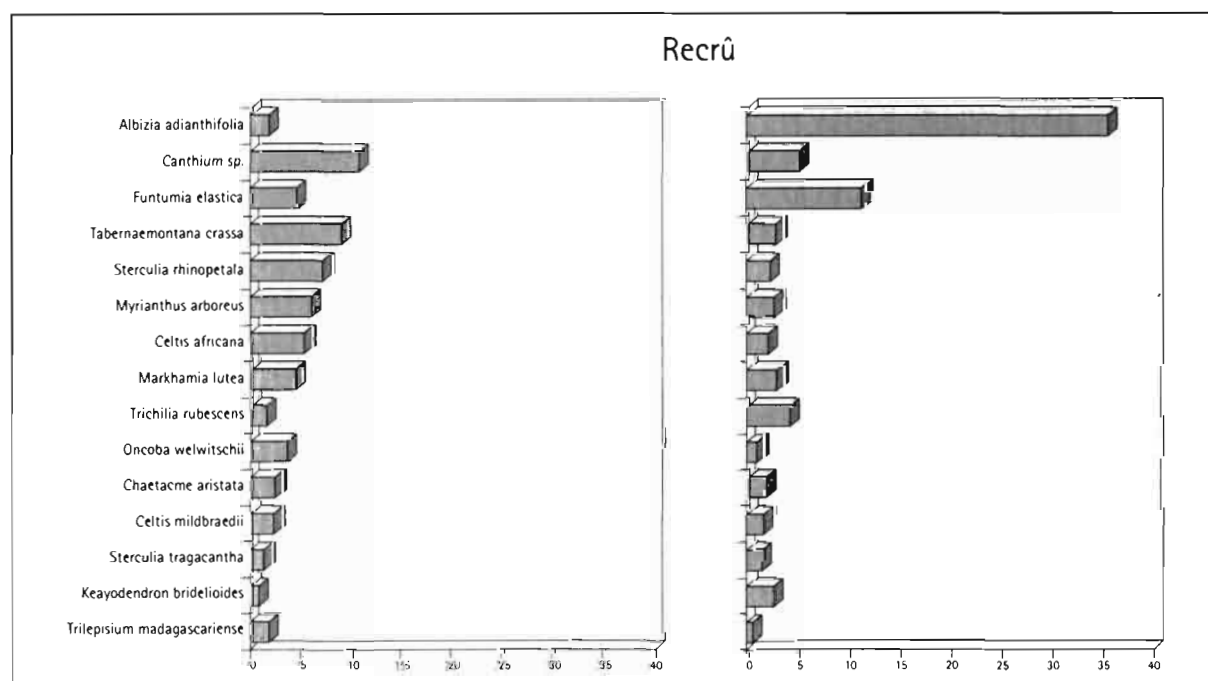 Recrû
Albizia adianthifolia
Canthium sp.
Funtumia elastica
Tabernaemontana crassa
Sterculia rhinopetala
Myrianthus arboreus
Celtis africana
Markhamia lutea
Trichilia rubescens
Oncoba welwitschii
Chaetacme aristata
Celtis mildbraedii
Sterculia tragacantha
Keayodendron bridelioides
Trilepisium madagascariense
0 5 10 15 20 25 30 35 40 0 5 10 15 20 25 30 35 40